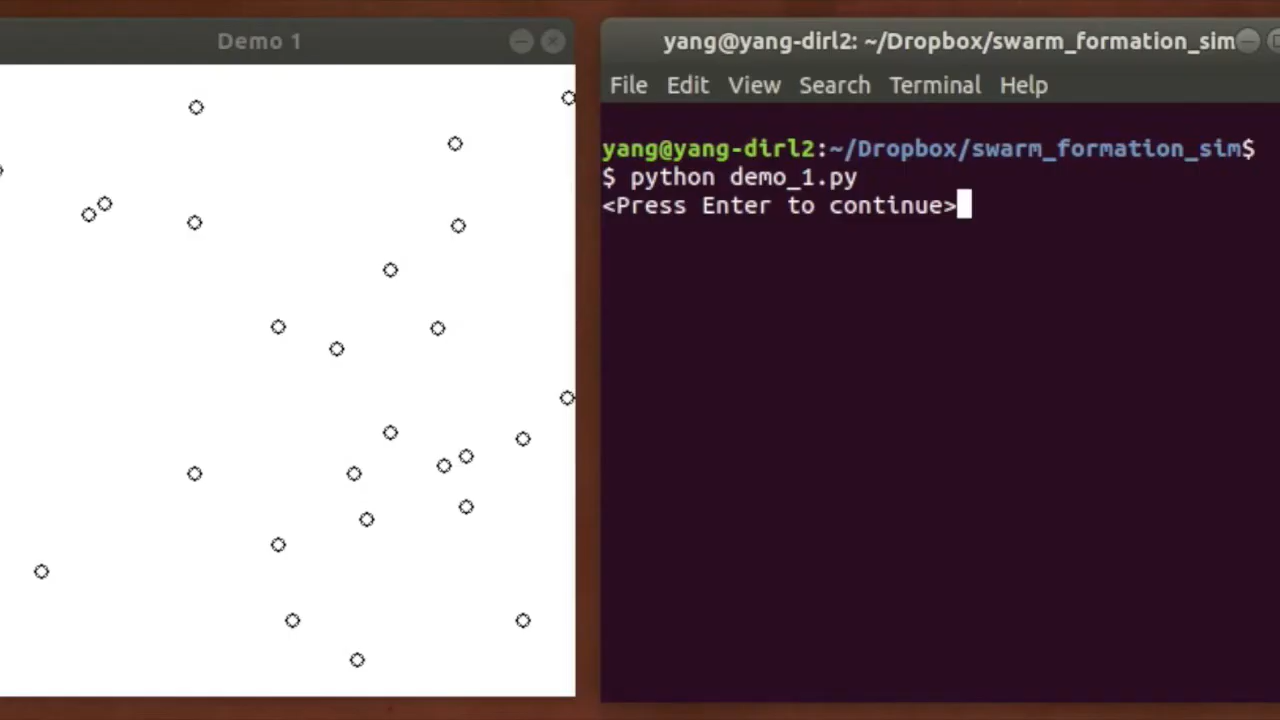 Demo 1
yang@yang-dirl2: ~/Dropbox/swarm_formation_sim
File Edit View Search Terminal Help
yang@yang-dirl2:~/Dropbox/swarm_formation_sim$
$ python demo_1.py
<Press Enter to continue>